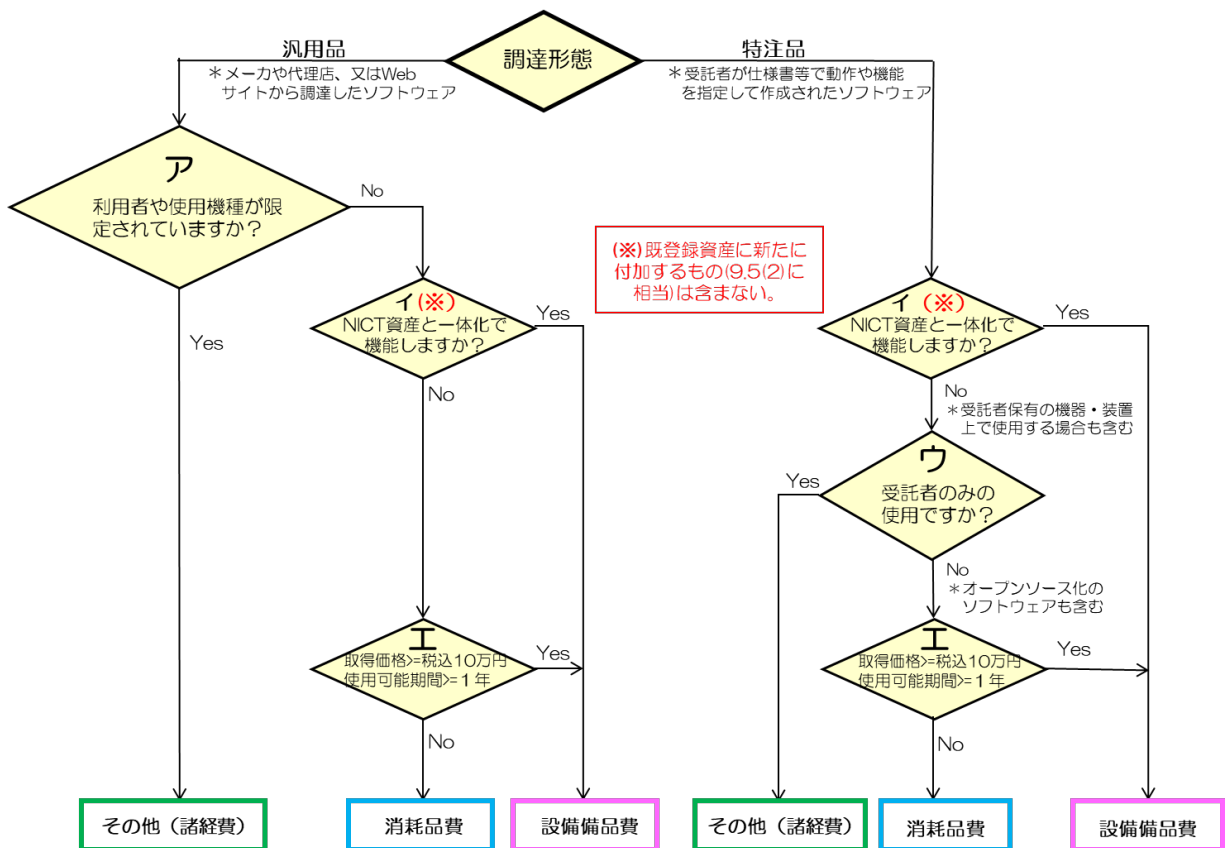 調達形態
汎用品
＊メーカや代理店、又はWeb
サイトから調達したソフトウェア
特注品
＊受託者が仕様書等で動作や機能
を指定して作成されたソフトウェア
ア
利用者や使用機種が限
定されていますか？
No
Yes
(※)既登録資産に新たに
付加するもの(9.5(2)に
相当)は含まない。
イ(※)
NICT資産と一体化で
機能しますか？
Yes
No
イ (※)
NICT資産と一体化で
機能しますか？
Yes
No
＊受託者保有の機器・装置
上で使用する場合も含む
ウ
受託者のみの
使用ですか？
Yes
No
＊オープンソース化の
ソフトウェアも含む
エ
取得価格>=税込10万円
使用可能期間>=１年
Yes
No
エ
取得価格>=税込10万円
使用可能期間>=１年
Yes
No
その他（諸経費）
消耗品費
設備備品費
その他（諸経費）
消耗品費
設備備品費